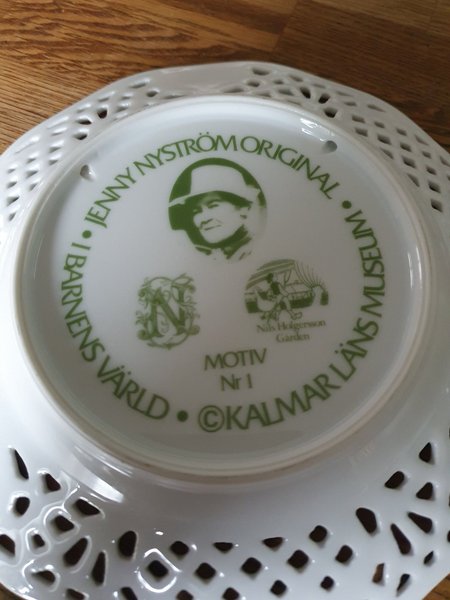 • JENNY NYSTRÖM ORIGINAL •
I BARNENS VÄRLD • ©KALMAR LÄNS MUSEUM
N
Nils Holgersson
Gården
MOTIV
Nr 1